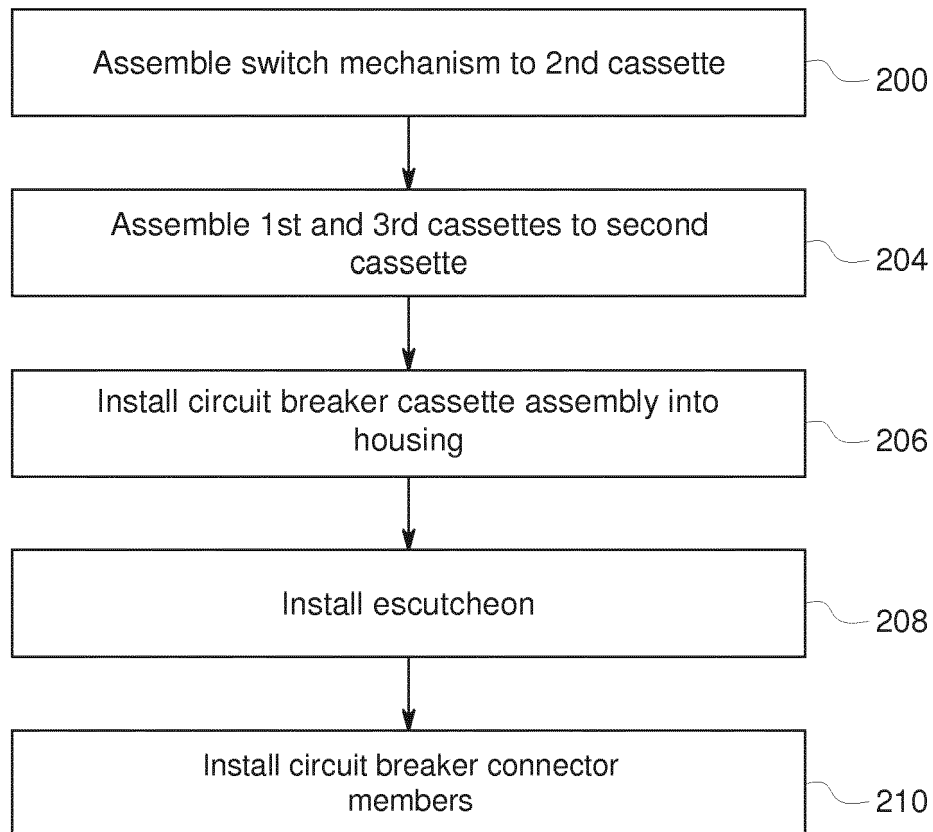 Assemble switch mechanism to 2nd cassette
200
Assemble 1st and 3rd cassettes to second
cassette
204
Install circuit breaker cassette assembly into
housing
206
Install escutcheon
208
Install circuit breaker connector
members
210